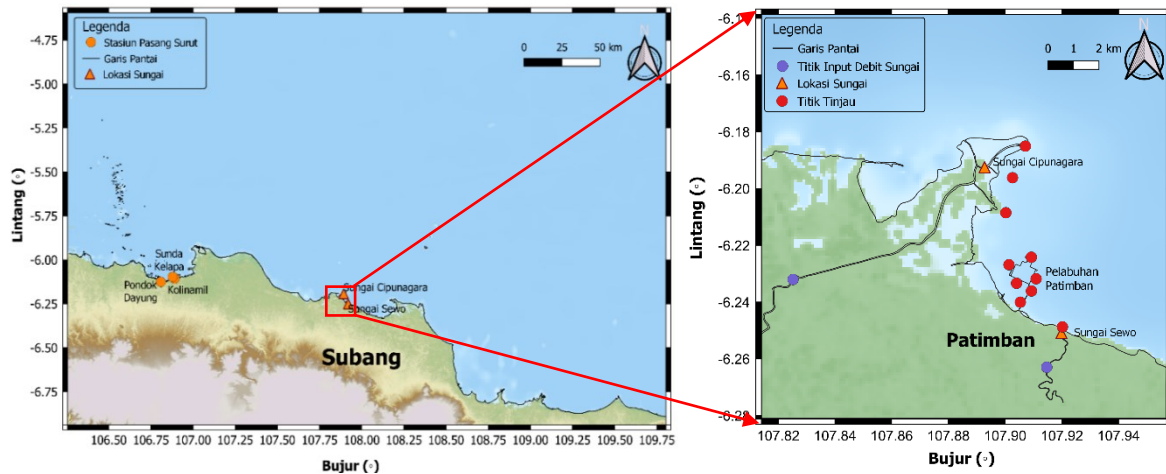 Legenda
Stasiun Pasang Surut
Garis Pantai
Lokasi Sungai
0 25 50 km
N
-4.75
-5.00
-5.25
-5.50
-5.75
-6.00
-6.25
-6.50
-6.75
Lintang (◦)
Sunda
Kelapa
Pondok
Dayung
Kolinamil
Sungai Cipunagara
Sungai Sewo
Subang
106.50 106.75 107.00 107.25 107.50 107.75 108.00 108.25 108.50 108.75 109.00 109.25 109.50 109.75
Bujur (◦)
Legenda
Garis Pantai
Titik Input Debit Sungai
Lokasi Sungai
Titik Tinjau
0 1 2 km
N
-6.16
-6.18
-6.20
-6.22
-6.24
-6.26
-6.28
Lintang (◦)
Sungai Cipunagara
Pelabuhan
Patimban
Sungai Sewo
Patimban
107.82 107.84 107.86 107.88 107.90 107.92 107.94
Bujur (◦)